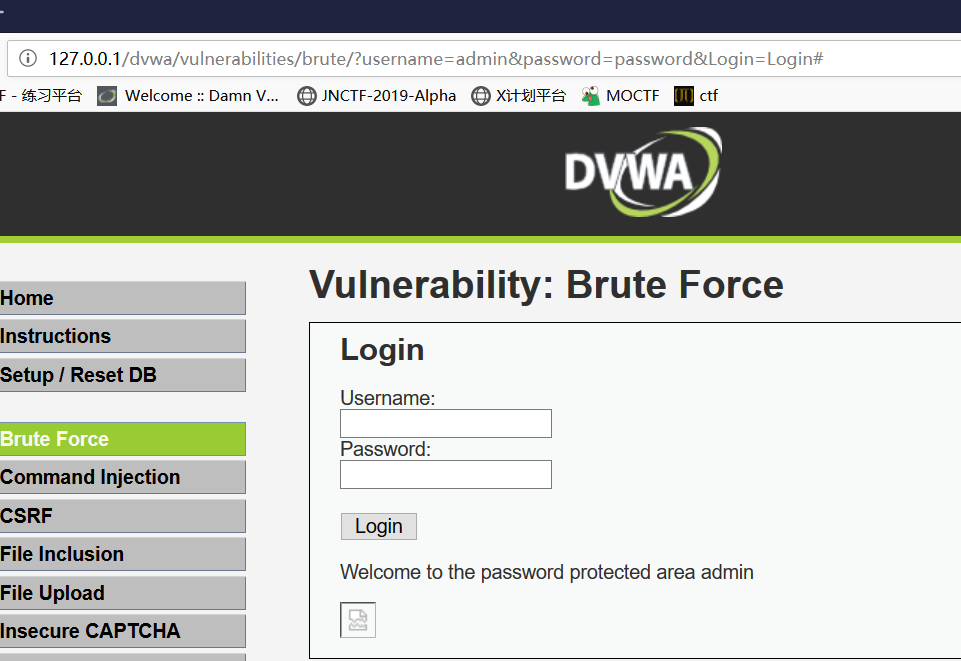 127.0.0.1/dvwa/vulnerabilities/brute/?username=admin&password=password&Login=Login#
F - 练习平台 Welcome :: Damn V... JNCTF-2019-Alpha X计划平台 MOCTF ctf
DVWA
Vulnerability: Brute Force
Home
Instructions
Setup / Reset DB
Brute Force
Command Injection
CSRF
File Inclusion
File Upload
Insecure CAPTCHA
Login
Username:
Password:
Login
Welcome to the password protected area admin